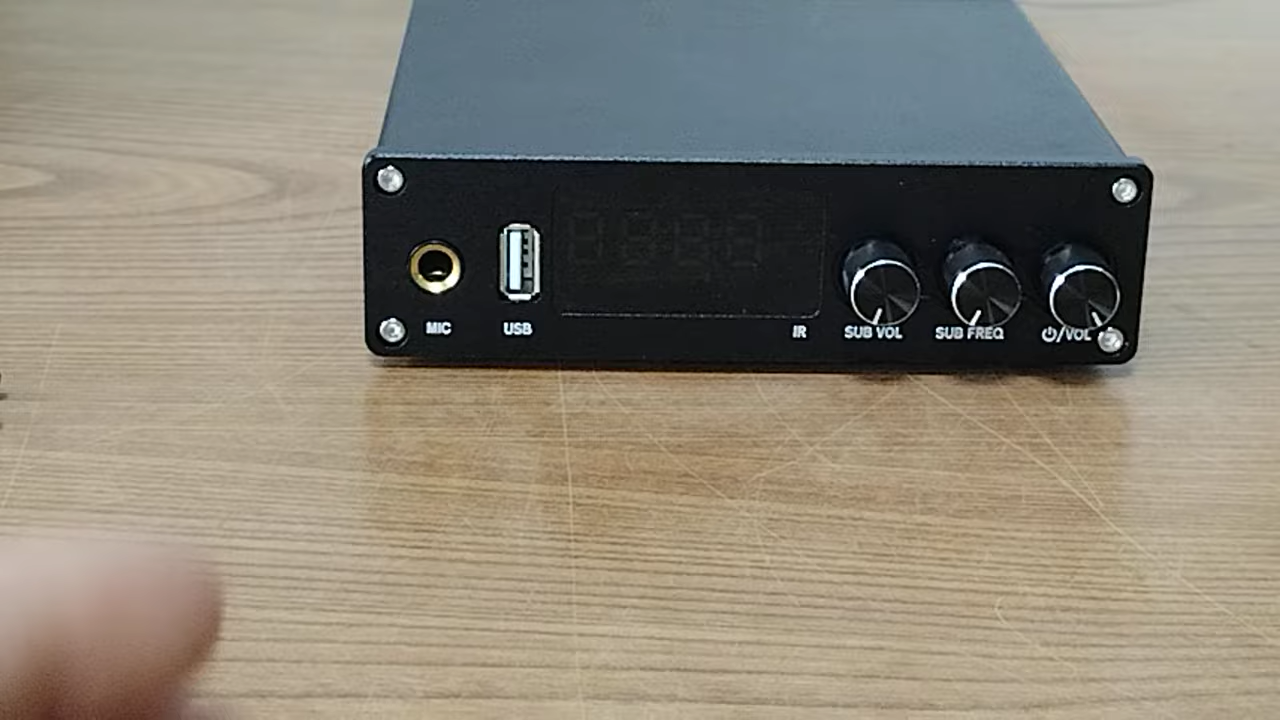 MIC
USB
IR
SUB VOL
SUB FREQ
⏻/VOL